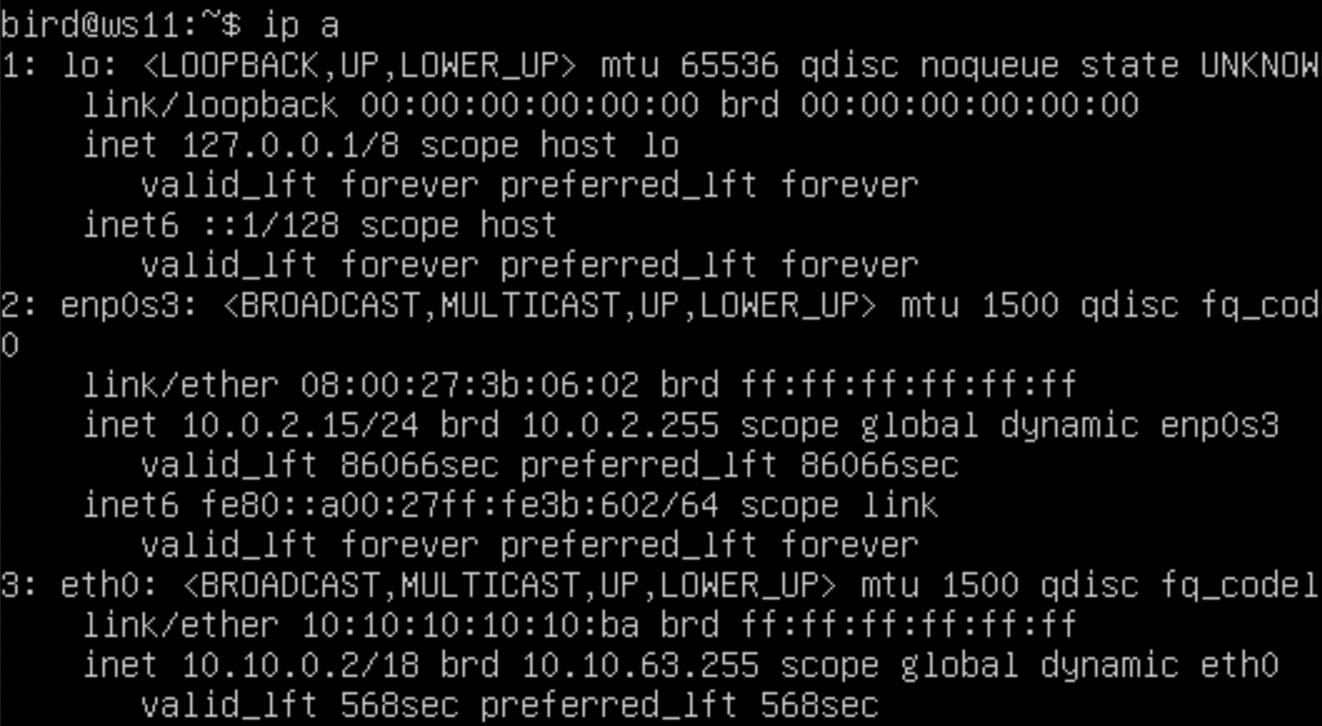 bird@ws11:~$ ip a
1: lo: <LOOPBACK,UP,LOWER_UP> mtu 65536 qdisc noqueue state UNKNOW
    link/loopback 00:00:00:00:00:00 brd 00:00:00:00:00:00
    inet 127.0.0.1/8 scope host lo
       valid_lft forever preferred_lft forever
    inet6 ::1/128 scope host
       valid_lft forever preferred_lft forever
2: enp0s3: <BROADCAST,MULTICAST,UP,LOWER_UP> mtu 1500 qdisc fq_cod
0
    link/ether 08:00:27:3b:06:02 brd ff:ff:ff:ff:ff:ff
    inet 10.0.2.15/24 brd 10.0.2.255 scope global dynamic enp0s3
       valid_lft 86066sec preferred_lft 86066sec
    inet6 fe80::a00:27ff:fe3b:602/64 scope link
       valid_lft forever preferred_lft forever
3: eth0: <BROADCAST,MULTICAST,UP,LOWER_UP> mtu 1500 qdisc fq_codel
    link/ether 10:10:10:10:10:ba brd ff:ff:ff:ff:ff:ff
    inet 10.10.0.2/18 brd 10.10.63.255 scope global dynamic eth0
       valid_lft 568sec preferred_lft 568sec